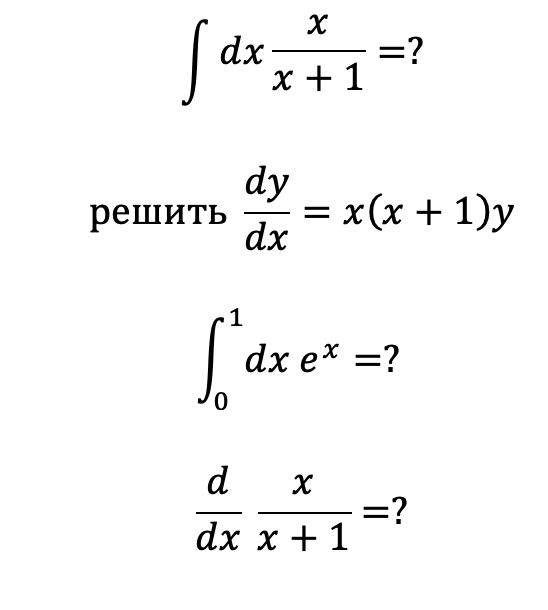 ∫ dx x/(x + 1) =?
решить dy/dx = x(x + 1)y
∫₀¹ dx eˣ =?
d/dx x/(x + 1) =?